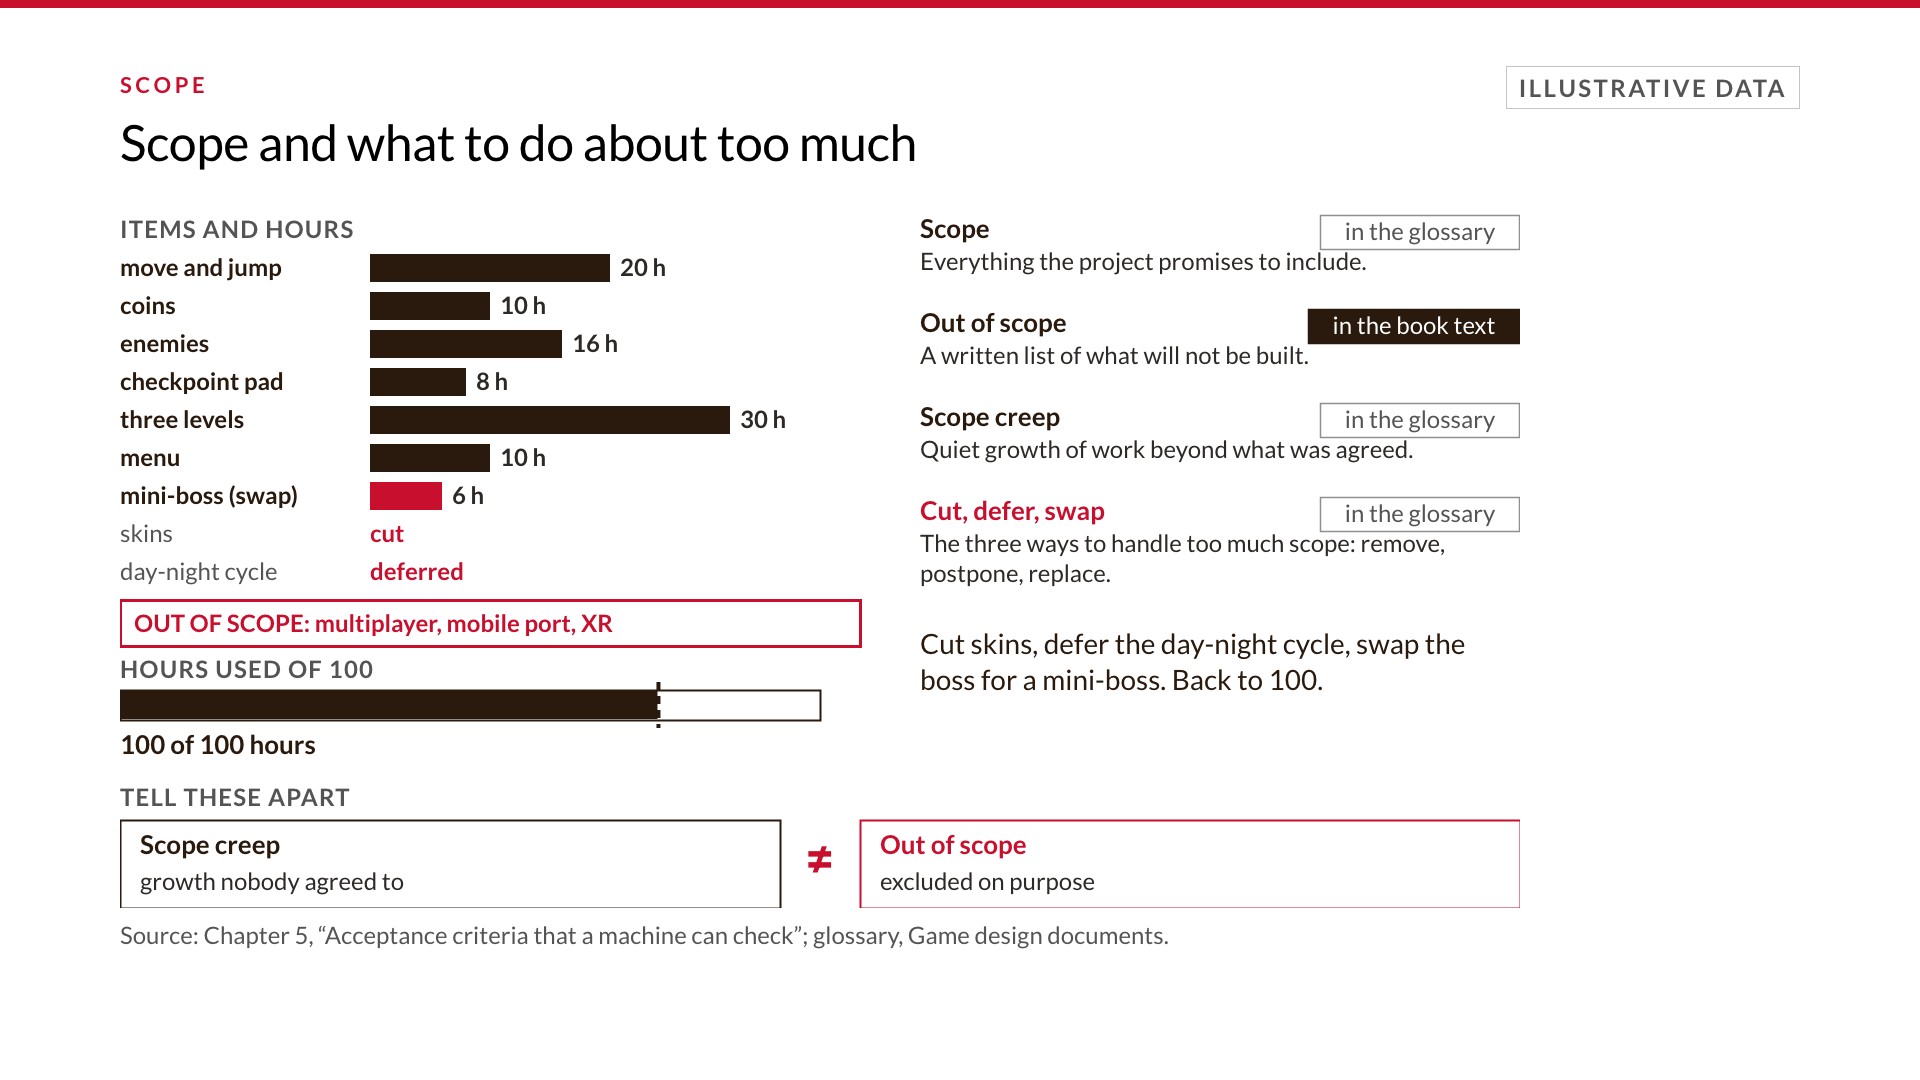 SCOPE
ILLUSTRATIVE DATA
Scope and what to do about too much
ITEMS AND HOURS
move and jump 20 h
coins 10 h
enemies 16 h
checkpoint pad 8 h
three levels 30 h
menu 10 h
mini-boss (swap) 6 h
skins cut
day-night cycle deferred
OUT OF SCOPE: multiplayer, mobile port, XR
HOURS USED OF 100
100 of 100 hours
Scope in the glossary
Everything the project promises to include.
Out of scope in the book text
A written list of what will not be built.
Scope creep in the glossary
Quiet growth of work beyond what was agreed.
Cut, defer, swap in the glossary
The three ways to handle too much scope: remove,
postpone, replace.
Cut skins, defer the day-night cycle, swap the
boss for a mini-boss. Back to 100.
TELL THESE APART
Scope creep
growth nobody agreed to
≠
Out of scope
excluded on purpose
Source: Chapter 5, “Acceptance criteria that a machine can check”; glossary, Game design documents.